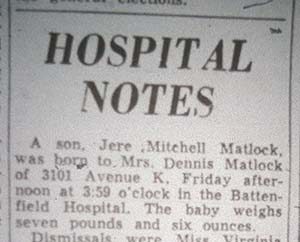 general elections.
HOSPITAL
NOTES
A son, Jere Mitchell Matlock,
was born to Mrs. Dennis Matlock
of 3101 Avenue K, Friday after-
noon at 3:59 o'clock in the Batten-
field Hospital. The baby weighs
seven pounds and six ounces.
Dismissals were Miss Virginia